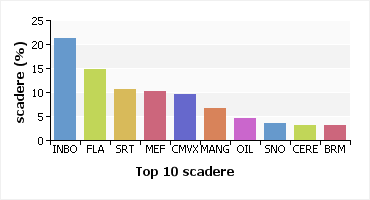 scadere (%)
25
20
15
10
5
0
INBO FLA SRT MEF CMVX MANG OIL SNO CERE BRM
Top 10 scadere